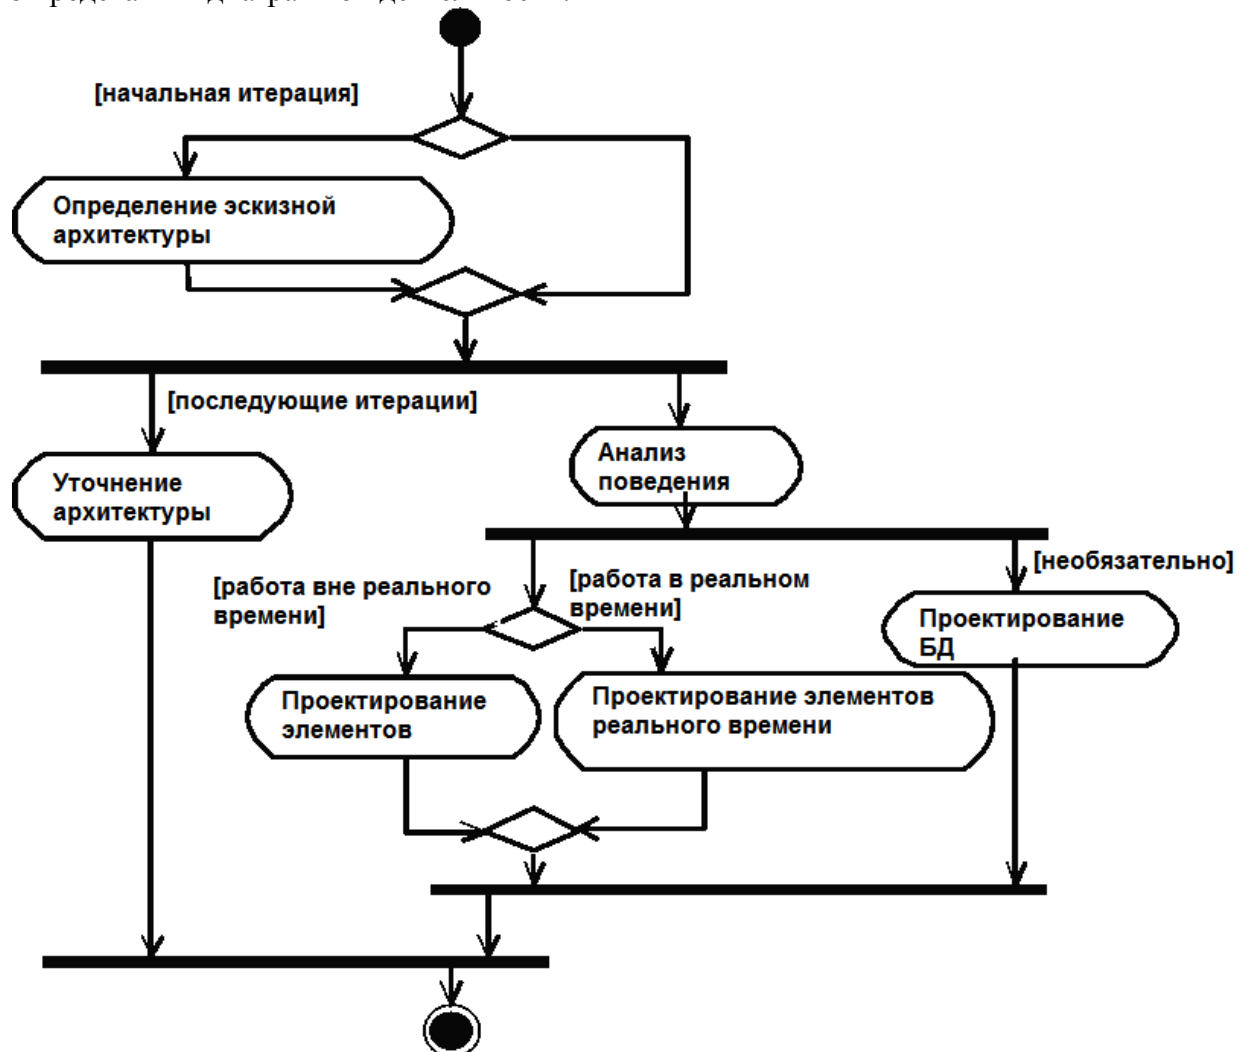 [начальная итерация]
Определение эскизной
архитектуры
[последующие итерации]
Анализ
поведения
Уточнение
архитектуры
[необязательно]
[работа вне реального
времени]
[работа в реальном
времени]
Проектирование
БД
Проектирование
элементов
Проектирование элементов
реального времени